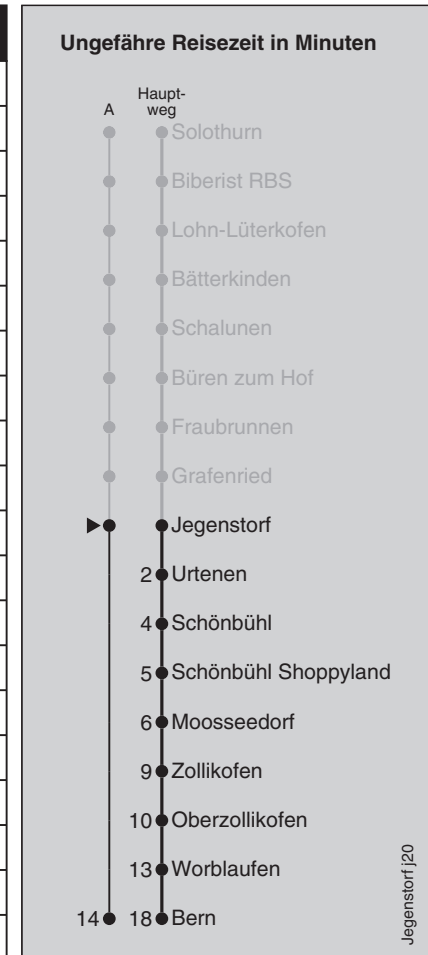 Ungefähre Reisezeit in Minuten
Haupt-
A weg
Solothurn
Biberist RBS
Lohn-Lüterkofen
Bätterkinden
Schalunen
Büren zum Hof
Fraubrunnen
Grafenried
Jegenstorf
2 Urtenen
4 Schönbühl
5 Schönbühl Shoppyland
6 Moosseedorf
9 Zollikofen
10 Oberzollikofen
13 Worblaufen
14 18 Bern
Jegenstorf j20